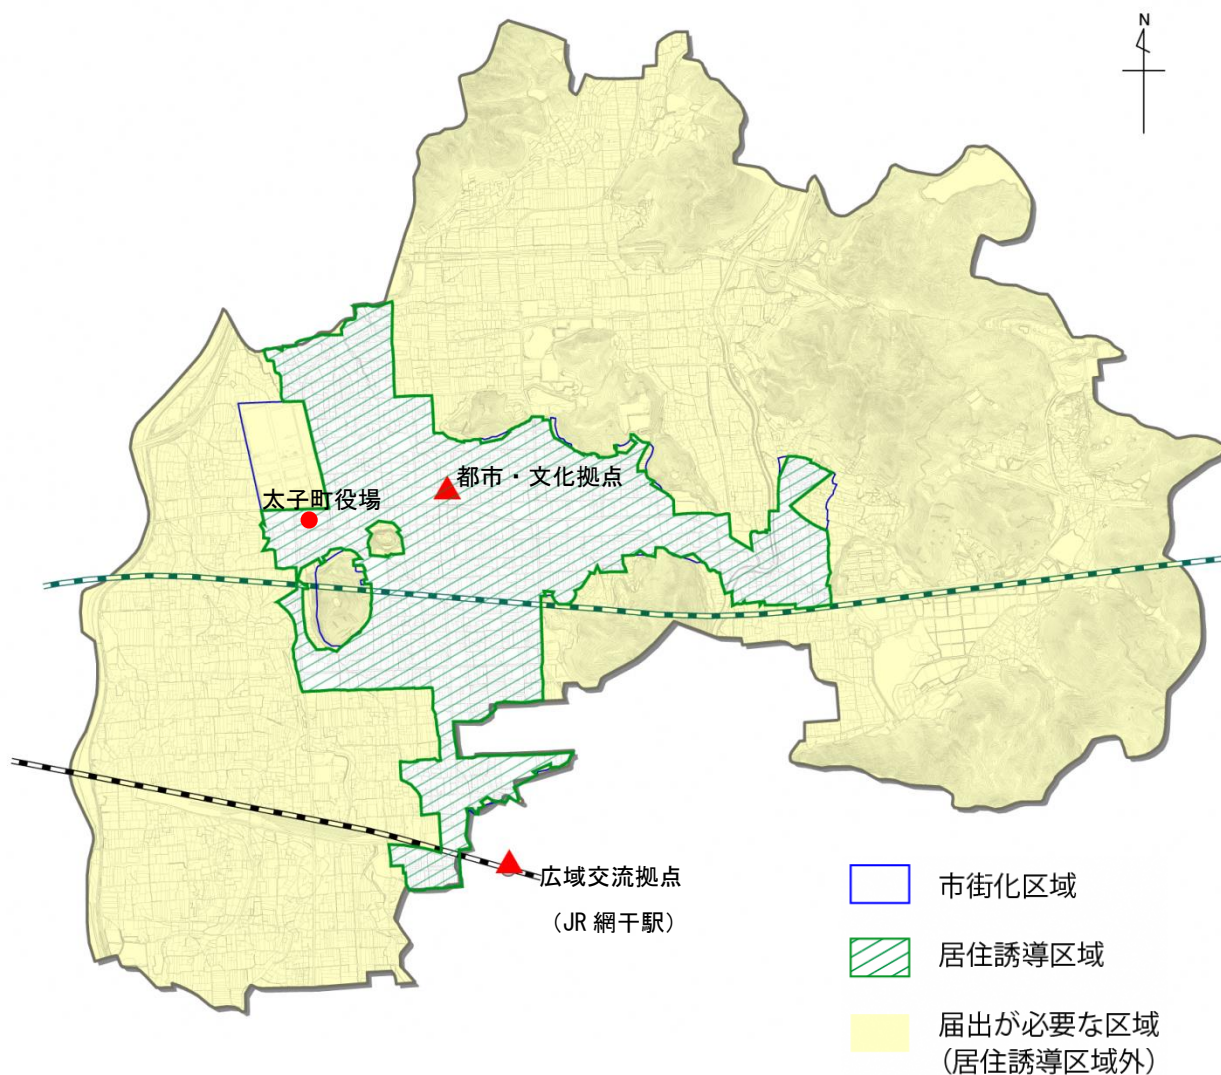 N
都市・文化拠点
太子町役場
広域交流拠点
（JR 網干駅）
市街化区域
居住誘導区域
届出が必要な区域
（居住誘導区域外）